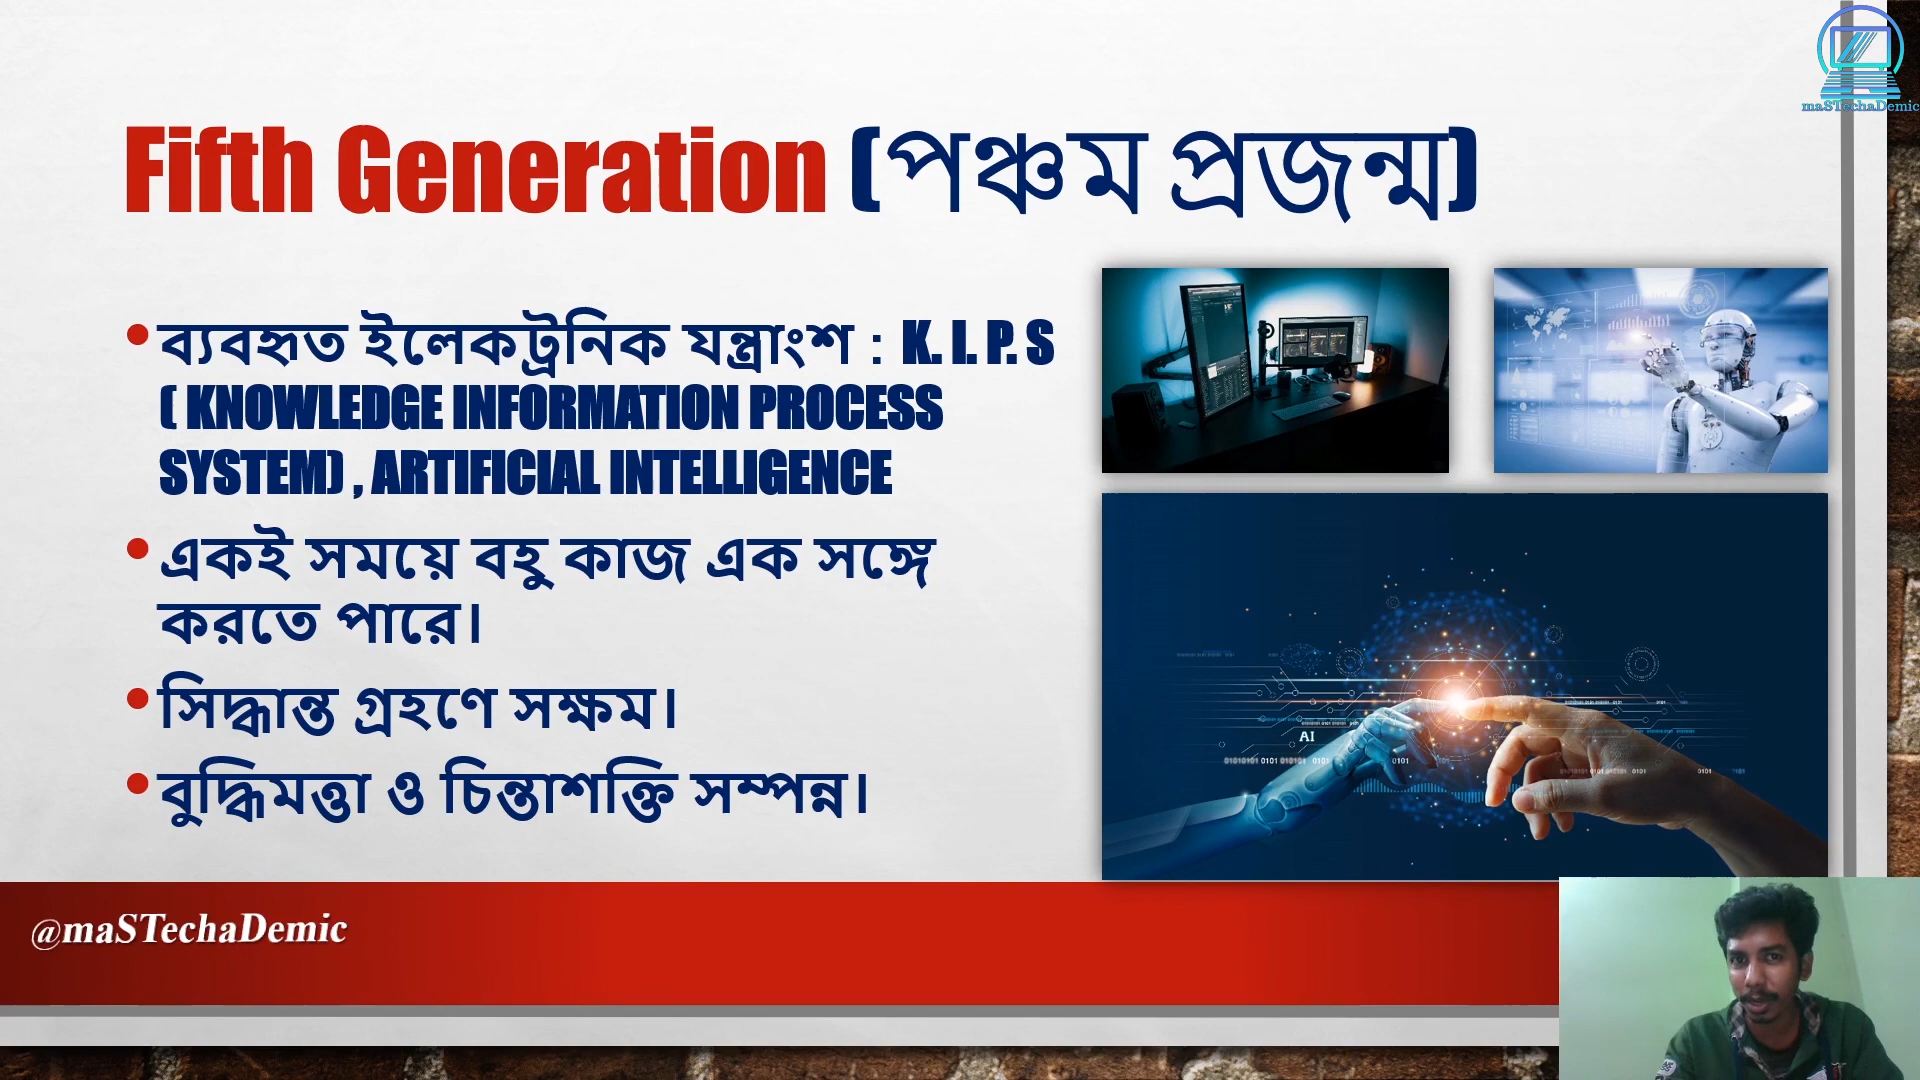 maSTechaDemic
Fifth Generation (পঞ্চম প্রজন্ম)
• ব্যবহৃত ইলেকট্রনিক যন্ত্রাংশ : K. I. P. S
( KNOWLEDGE INFORMATION PROCESS
SYSTEM) , ARTIFICIAL INTELLIGENCE
• একই সময়ে বহু কাজ এক সঙ্গে
করতে পারে।
• সিদ্ধান্ত গ্রহণে সক্ষম।
• বুদ্ধিমত্তা ও চিন্তাশক্তি সম্পন্ন।
AI
@maSTechaDemic